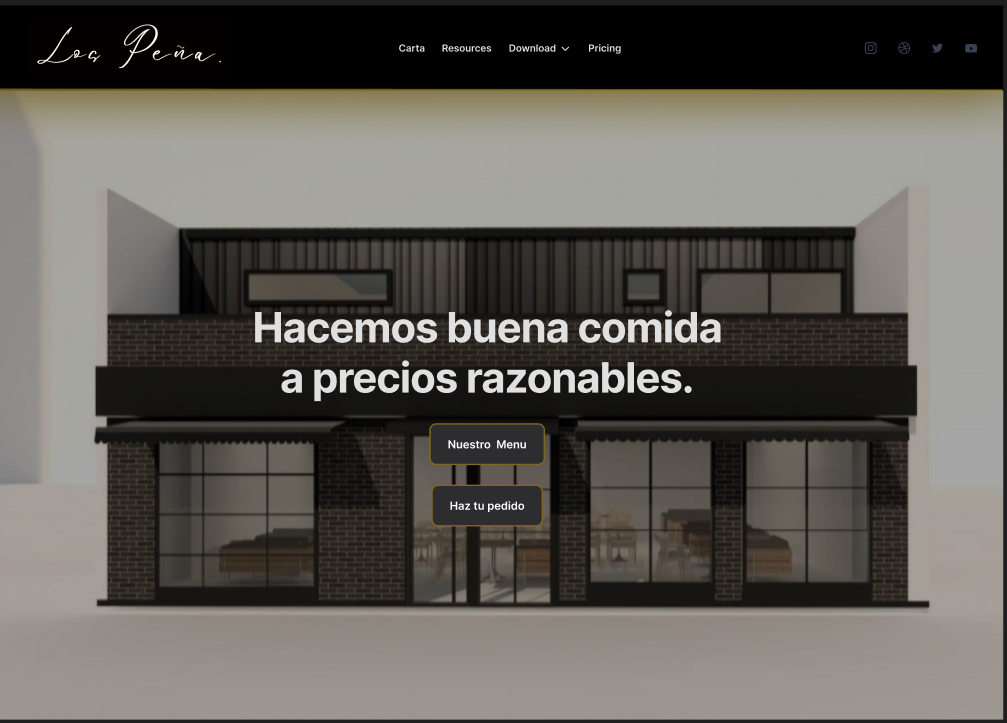 Los Peña.
Carta Resources Download Pricing
Hacemos buena comida
a precios razonables.
Nuestro Menu
Haz tu pedido